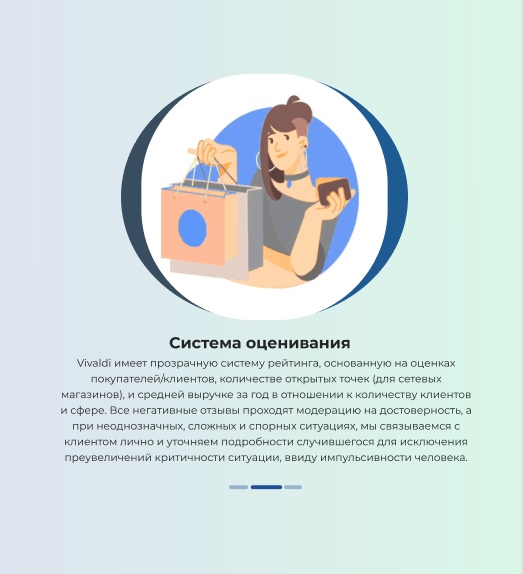 Система оценивания
Vivaldi имеет прозрачную систему рейтинга, основанную на оценках
покупателей/клиентов, количестве открытых точек (для сетевых
магазинов), и средней выручке за год в отношении к количеству клиентов
и сфере. Все негативные отзывы проходят модерацию на достоверность, а
при неоднозначных, сложных и спорных ситуациях, мы связываемся с
клиентом лично и уточняем подробности случившегося для исключения
преувеличений критичности ситуации, ввиду импульсивности человека.